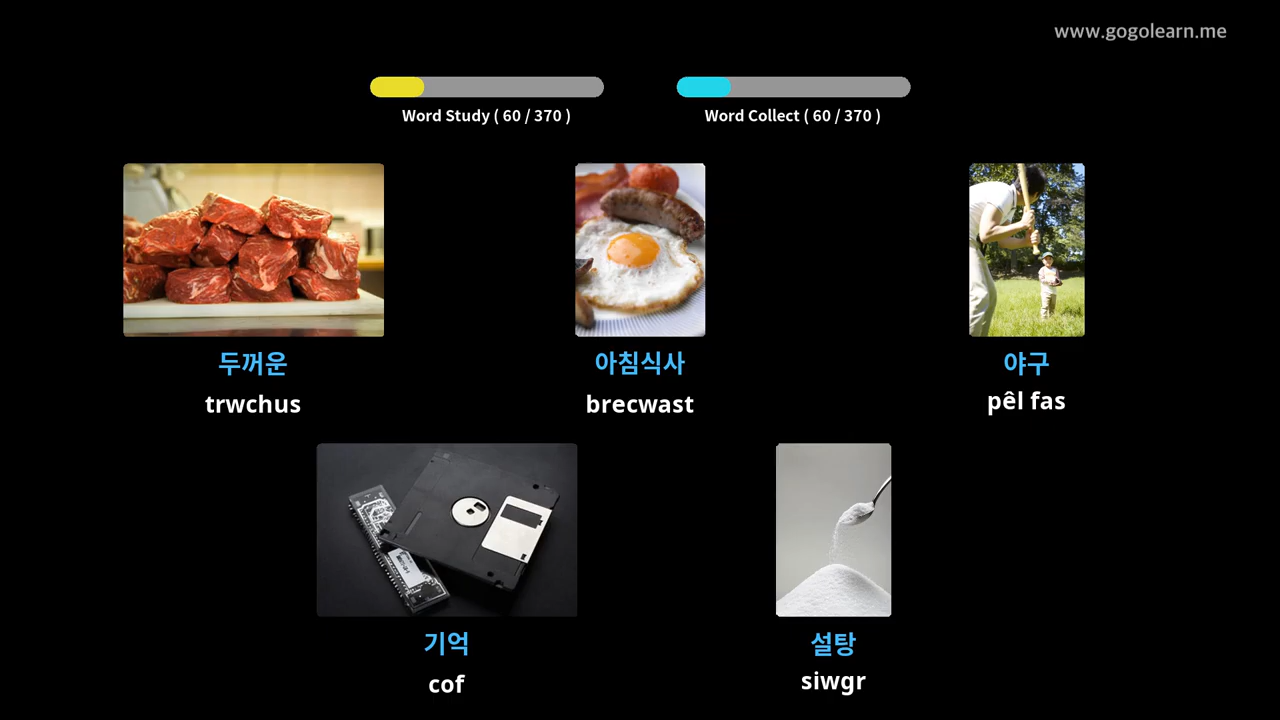 www.gogolearn.me
Word Study ( 60 / 370 )
Word Collect ( 60 / 370 )
두꺼운
trwchus
아침식사
brecwast
야구
pêl fas
기억
cof
설탕
siwgr